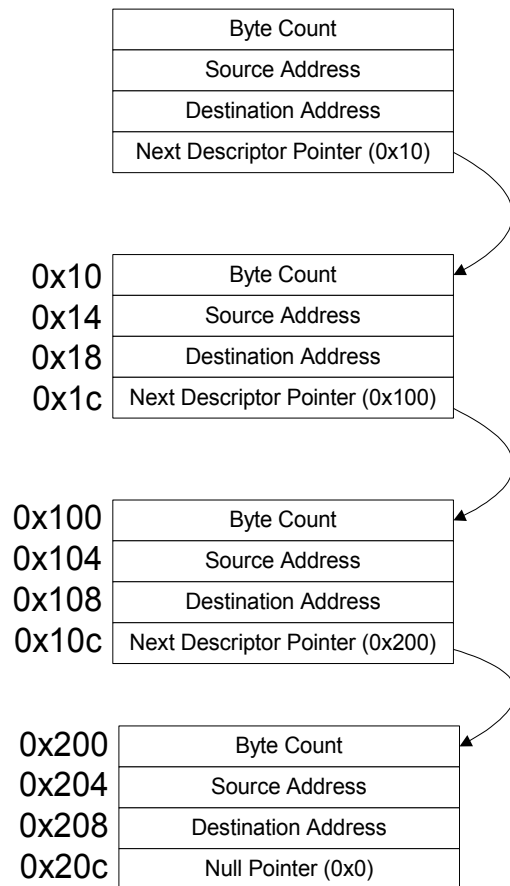 Byte Count
Source Address
Destination Address
Next Descriptor Pointer (0x10)
0x10 Byte Count
0x14 Source Address
0x18 Destination Address
0x1c Next Descriptor Pointer (0x100)
0x100 Byte Count
0x104 Source Address
0x108 Destination Address
0x10c Next Descriptor Pointer (0x200)
0x200 Byte Count
0x204 Source Address
0x208 Destination Address
0x20c Null Pointer (0x0)